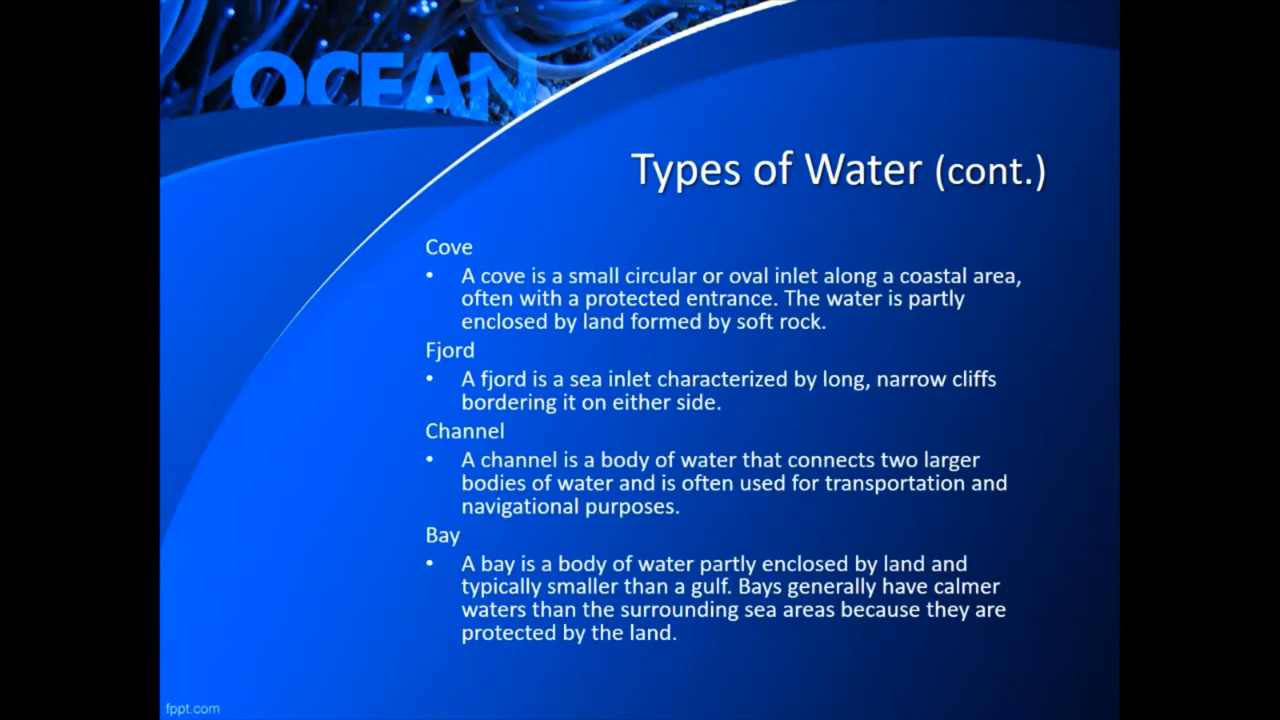 OCEAN
Types of Water (cont.)
Cove
• A cove is a small circular or oval inlet along a coastal area,
often with a protected entrance. The water is partly
enclosed by land formed by soft rock.
Fjord
• A fjord is a sea inlet characterized by long, narrow cliffs
bordering it on either side.
Channel
• A channel is a body of water that connects two larger
bodies of water and is often used for transportation and
navigational purposes.
Bay
• A bay is a body of water partly enclosed by land and
typically smaller than a gulf. Bays generally have calmer
waters than the surrounding sea areas because they are
protected by the land.
fppt.com